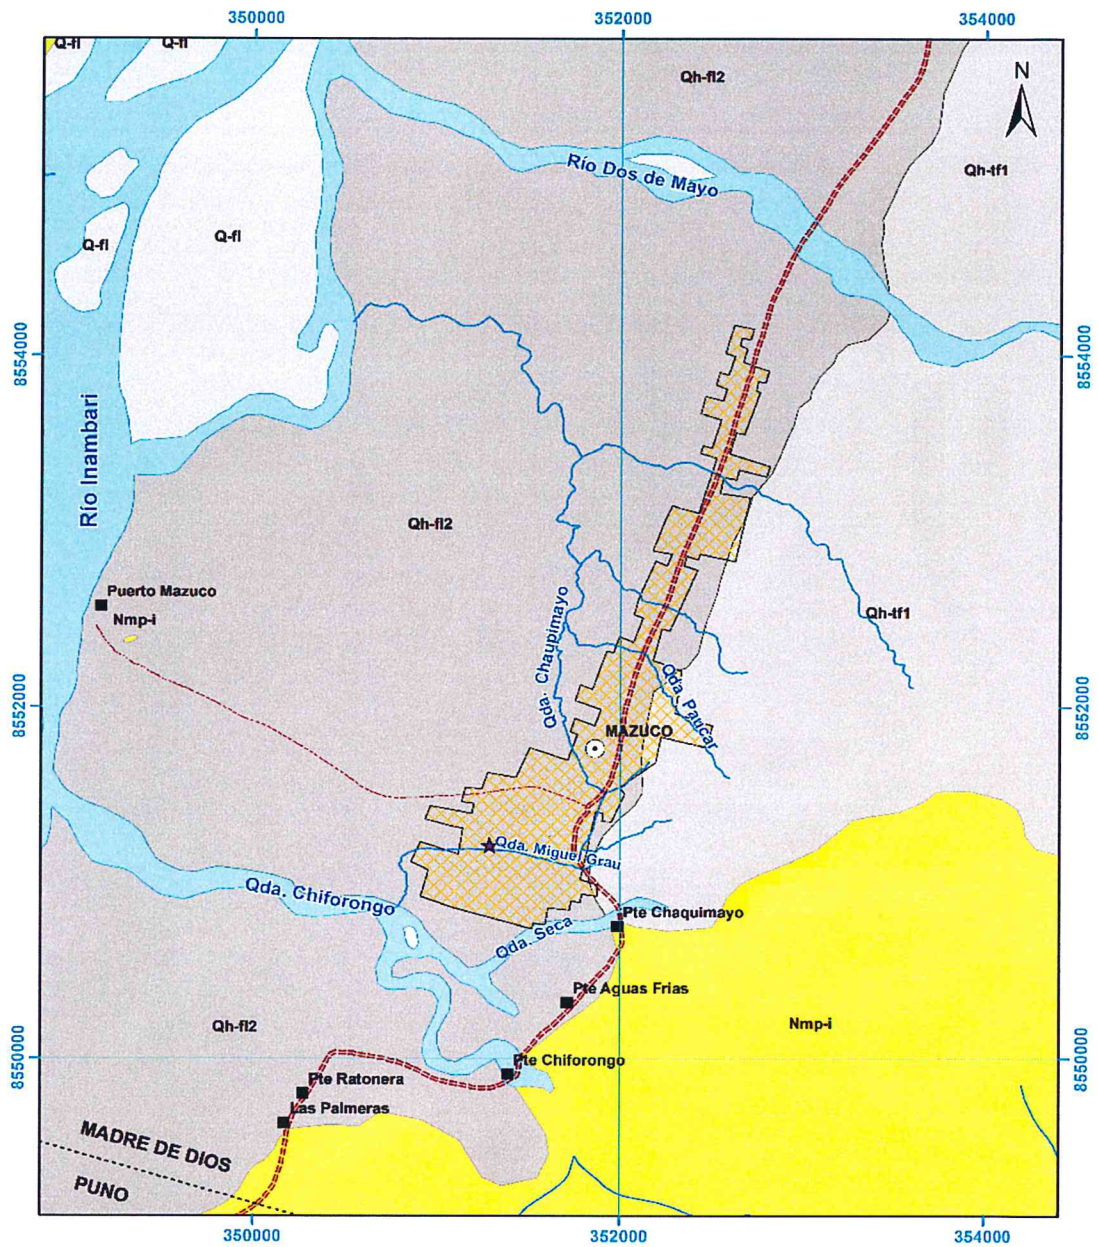 350000
352000
354000
Q-fl
Q-fl
Qh-fl2
N
Qh-tf1
Río Dos de Mayo
Q-fl
Q-fl
8554000
8554000
Río Inambari
Qh-fl2
Puerto Mazuco
Nmp-i
Qda. Chaupimayo
Qh-tf1
Qda. Paucar
8552000
8552000
MAZUCO
Qda. Miguel Grau
Qda. Chiforongo
Pte Chaquimayo
Qda. Seca
Pte Aguas Frias
Qh-fl2
Nmp-i
8550000
8550000
Pte Chiforongo
Pte Ratonera
Las Palmeras
MADRE DE DIOS
PUNO
350000
352000
354000